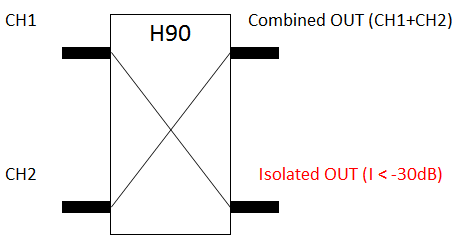 CH1
H90
Combined OUT (CH1+CH2)
CH2
Isolated OUT (I < -30dB)